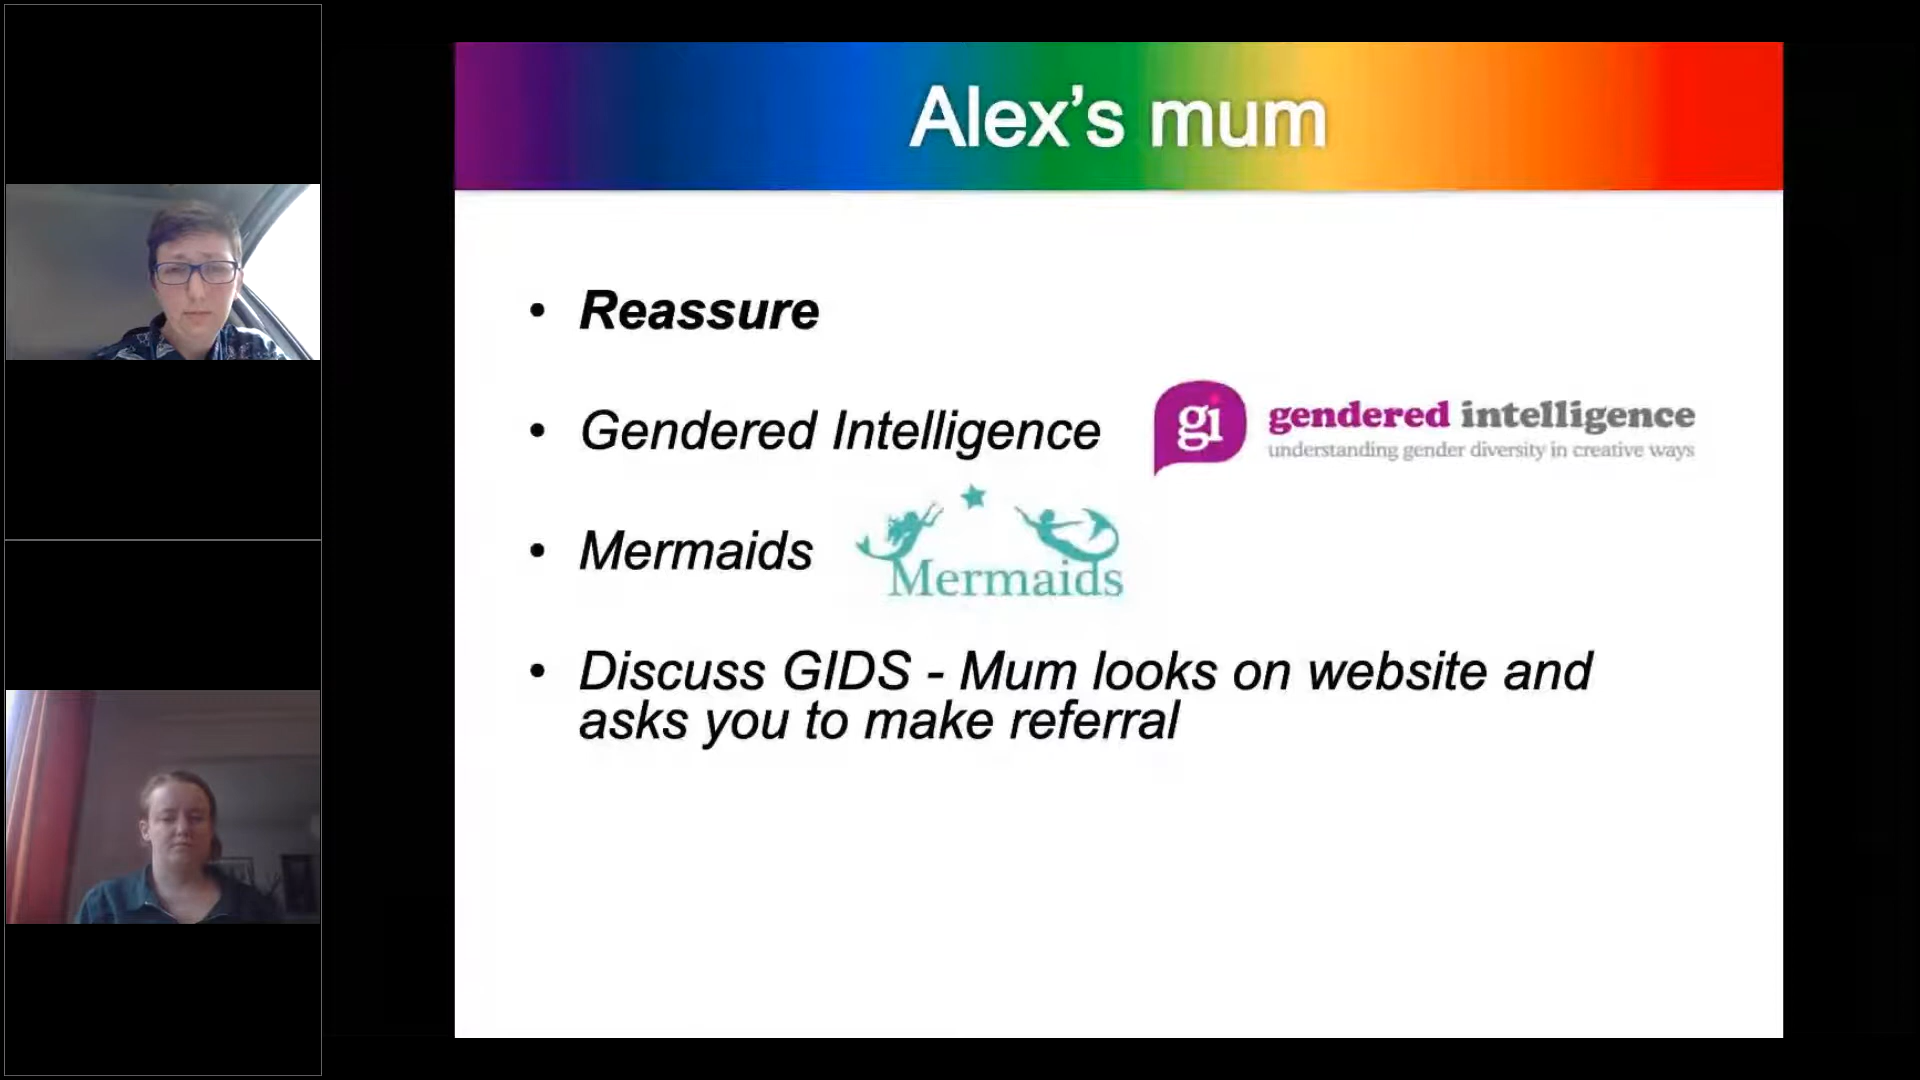 Alex’s mum
• Reassure
• Gendered Intelligence
gi gendered intelligence
understanding gender diversity in creative ways
• Mermaids
Mermaids
• Discuss GIDS - Mum looks on website and
asks you to make referral